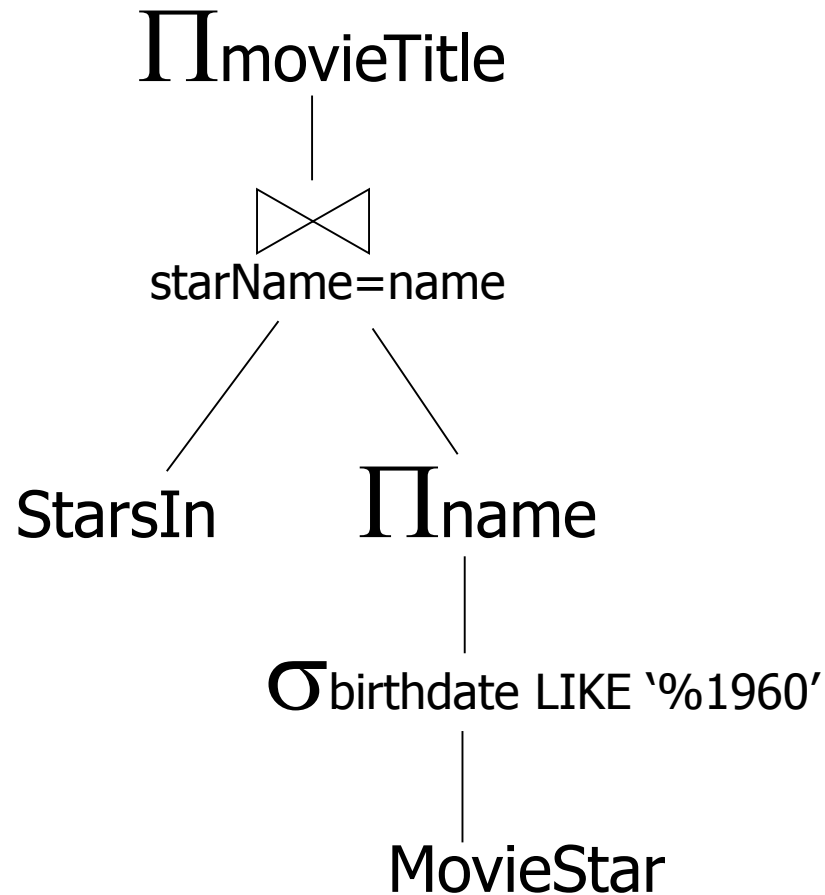 ΠmovieTitle
starName=name
StarsIn Πname
σbirthdate LIKE ‘%1960’
MovieStar